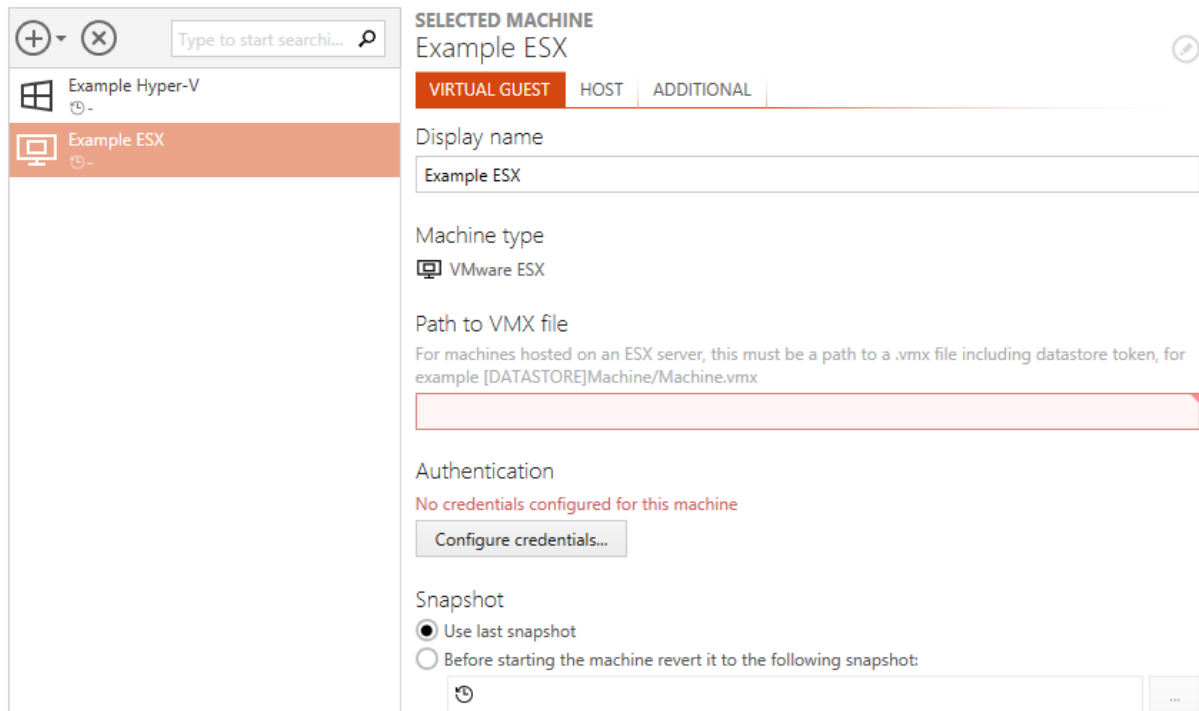 Type to start searchi...
Example Hyper-V
-
Example ESX
-
SELECTED MACHINE
Example ESX
VIRTUAL GUEST HOST ADDITIONAL
Display name
Example ESX
Machine type
VMware ESX
Path to VMX file
For machines hosted on an ESX server, this must be a path to a .vmx file including datastore token, for
example [DATASTORE]Machine/Machine.vmx
Authentication
No credentials configured for this machine
Configure credentials...
Snapshot
Use last snapshot
Before starting the machine revert it to the following snapshot:
...